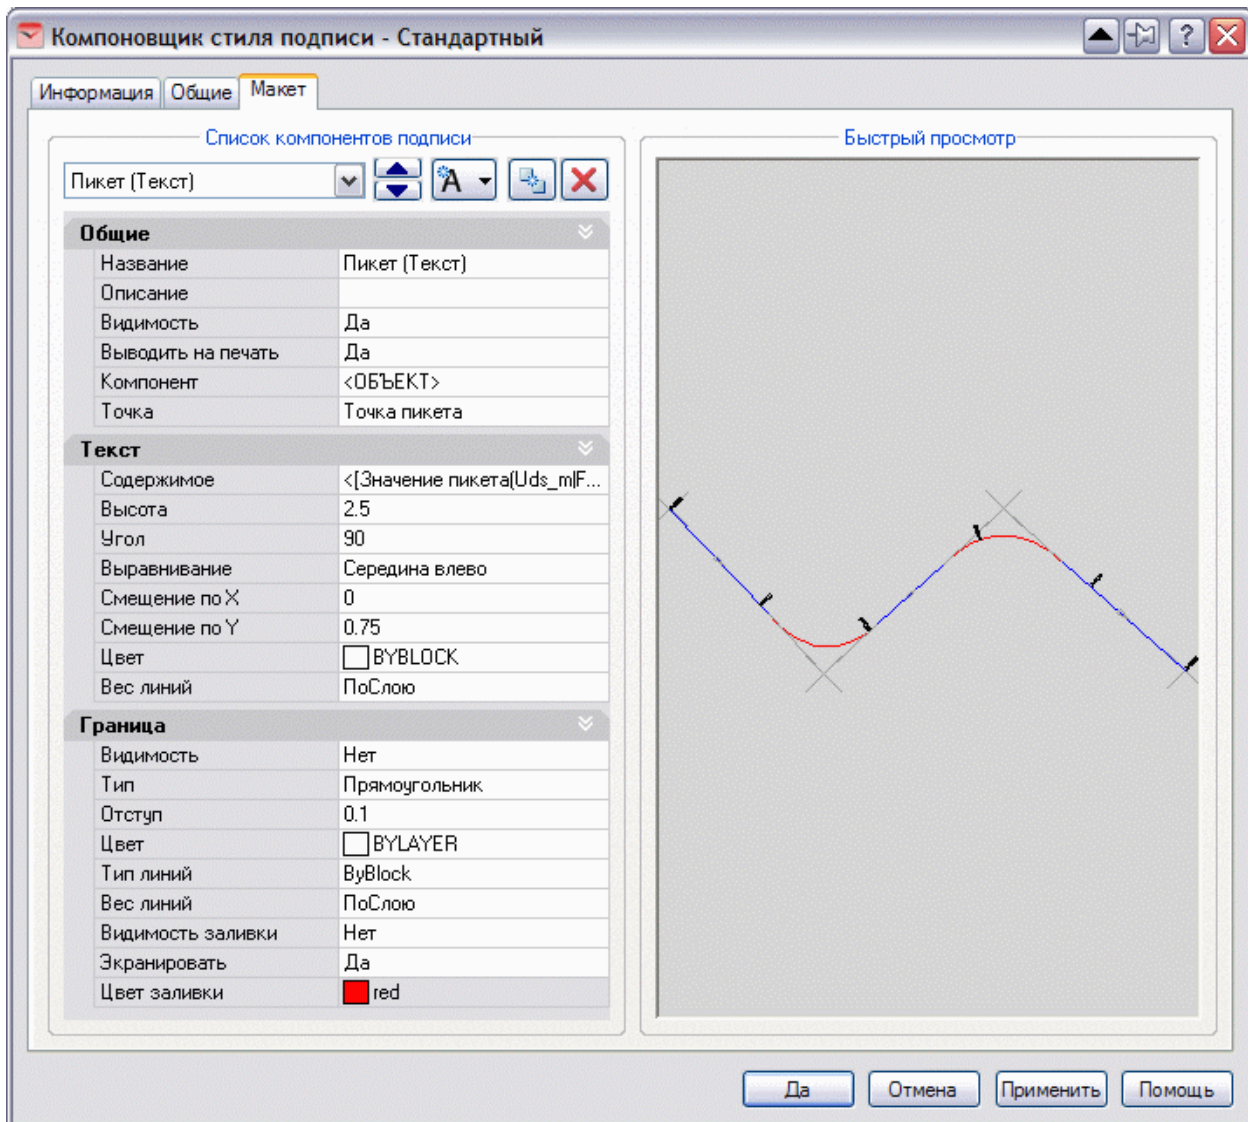 Компоновщик стиля подписи - Стандартный
?
Информация Общие Макет
Список компонентов подписи
Быстрый просмотр
Пикет (Текст)
A
Общие
Название Пикет (Текст)
Описание
Видимость Да
Выводить на печать Да
Компонент <ОБЪЕКТ>
Точка Точка пикета
Текст
Содержимое <[Значение пикета(Uds_m|F...
Высота 2.5
Угол 90
Выравнивание Середина влево
Смещение по X 0
Смещение по Y 0.75
Цвет BYBLOCK
Вес линий ПоСлою
Граница
Видимость Нет
Тип Прямоугольник
Отступ 0.1
Цвет BYLAYER
Тип линий ByBlock
Вес линий ПоСлою
Видимость заливки Нет
Экранировать Да
Цвет заливки red
Да Отмена Применить Помощь